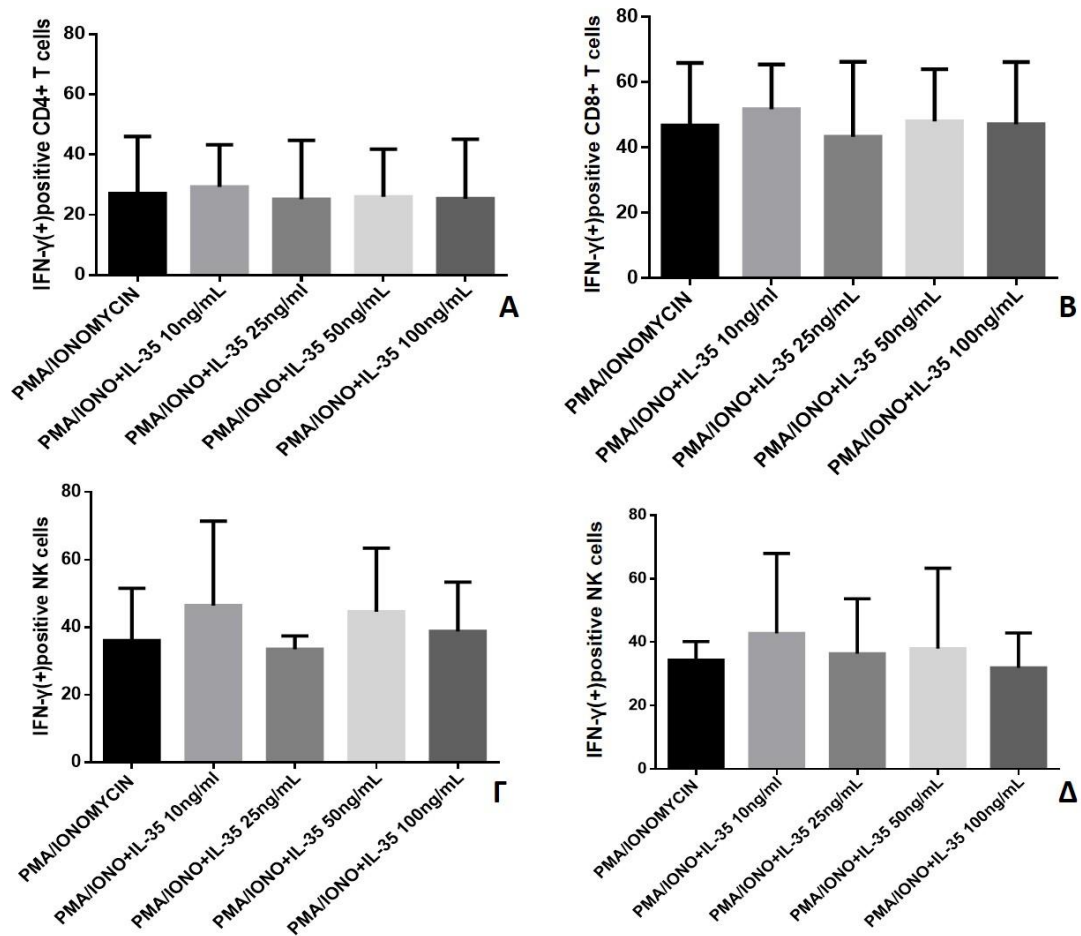 IFN-γ(+)positive CD4+ T cells
80
60
40
20
0
PMA/IONOMYCIN
PMA/IONO+IL-35 10ng/mL
PMA/IONO+IL-35 25ng/ml
PMA/IONO+IL-35 50ng/mL
PMA/IONO+IL-35 100ng/mL
A
IFN-γ(+)positive CD8+ T cells
80
60
40
20
0
PMA/IONOMYCIN
PMA/IONO+IL-35 10ng/ml
PMA/IONO+IL-35 25ng/mL
PMA/IONO+IL-35 50ng/mL
PMA/IONO+IL-35 100ng/mL
B
IFN-γ(+)positive NK cells
80
60
40
20
0
PMA/IONOMYCIN
PMA/IONO+IL-35 10ng/ml
PMA/IONO+IL-35 25ng/mL
PMA/IONO+IL-35 50ng/mL
PMA/IONO+IL-35 100ng/mL
Γ
IFN-γ(+)positive NK cells
80
60
40
20
0
PMA/IONOMYCIN
PMA/IONO+IL-35 10ng/ml
PMA/IONO+IL-35 25ng/mL
PMA/IONO+IL-35 50ng/mL
PMA/IONO+IL-35 100ng/mL
Δ